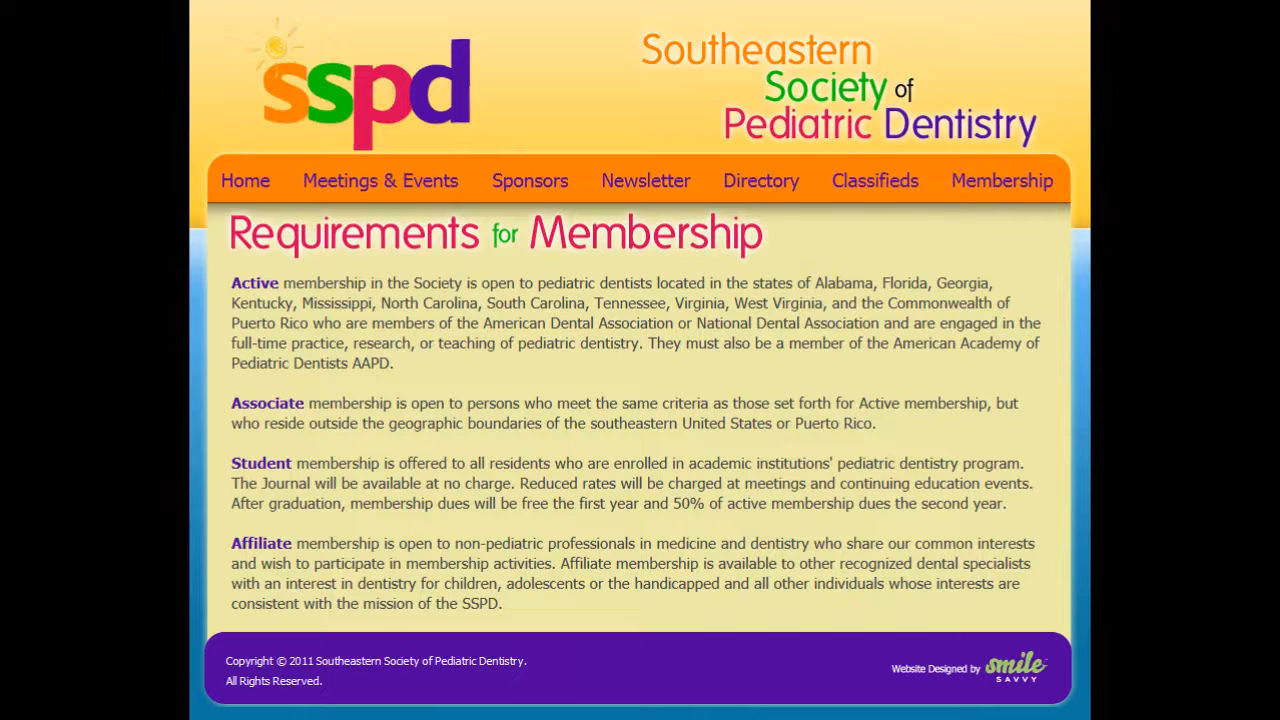 sspd
Southeastern
Society of
Pediatric Dentistry
Home Meetings & Events Sponsors Newsletter Directory Classifieds Membership
Requirements for Membership
Active membership in the Society is open to pediatric dentists located in the states of Alabama, Florida, Georgia,
Kentucky, Mississippi, North Carolina, South Carolina, Tennessee, Virginia, West Virginia, and the Commonwealth of
Puerto Rico who are members of the American Dental Association or National Dental Association and are engaged in the
full-time practice, research, or teaching of pediatric dentistry. They must also be a member of the American Academy of
Pediatric Dentists AAPD.
Associate membership is open to persons who meet the same criteria as those set forth for Active membership, but
who reside outside the geographic boundaries of the southeastern United States or Puerto Rico.
Student membership is offered to all residents who are enrolled in academic institutions' pediatric dentistry program.
The Journal will be available at no charge. Reduced rates will be charged at meetings and continuing education events.
After graduation, membership dues will be free the first year and 50% of active membership dues the second year.
Affiliate membership is open to non-pediatric professionals in medicine and dentistry who share our common interests
and wish to participate in membership activities. Affiliate membership is available to other recognized dental specialists
with an interest in dentistry for children, adolescents or the handicapped and all other individuals whose interests are
consistent with the mission of the SSPD.
Copyright © 2011 Southeastern Society of Pediatric Dentistry.
All Rights Reserved.
Website Designed by smile
SAVVY